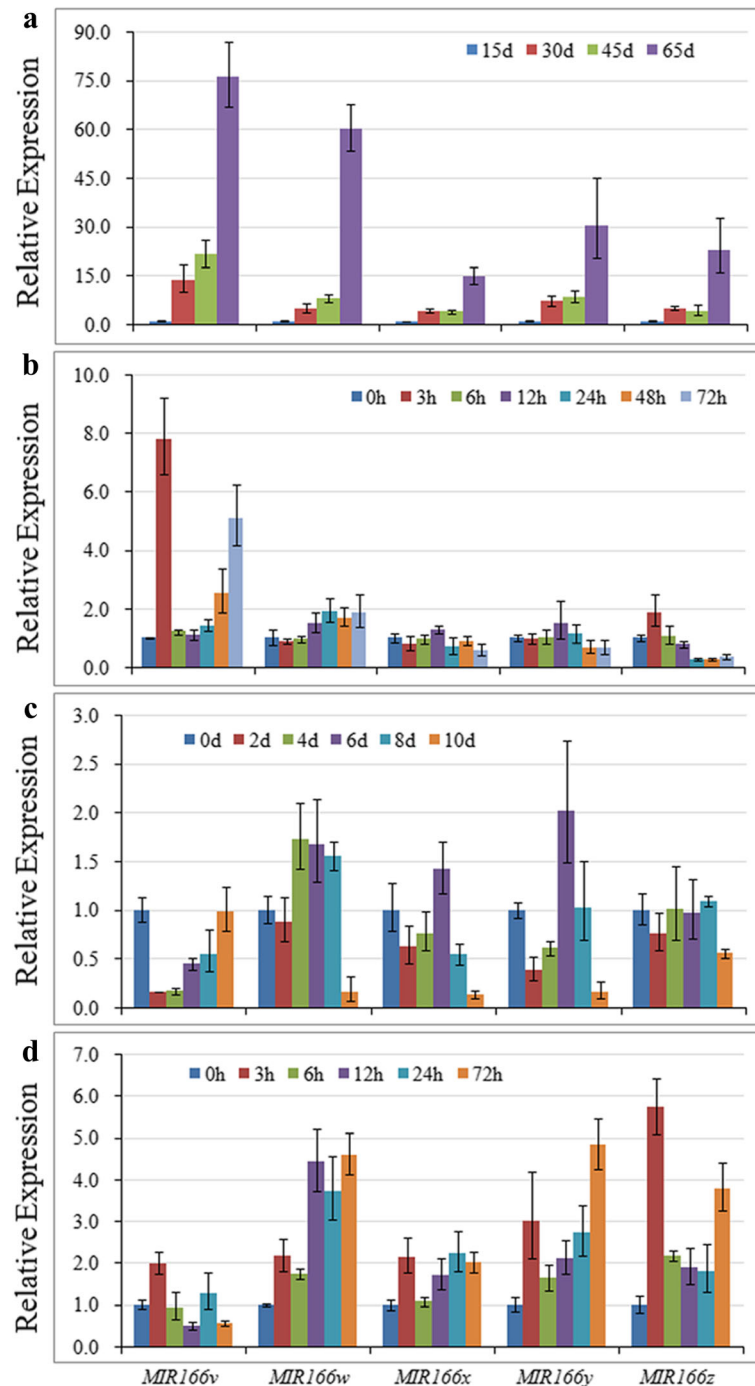 a
Relative Expression
90.0
75.0
60.0
45.0
30.0
15.0
0.0
15d 30d 45d 65d
b
Relative Expression
10.0
8.0
6.0
4.0
2.0
0.0
0h 3h 6h 12h 24h 48h 72h
c
Relative Expression
3.0
2.5
2.0
1.5
1.0
0.5
0.0
0d 2d 4d 6d 8d 10d
d
Relative Expression
7.0
6.0
5.0
4.0
3.0
2.0
1.0
0.0
0h 3h 6h 12h 24h 72h
MIR166v MIR166w MIR166x MIR166y MIR166z